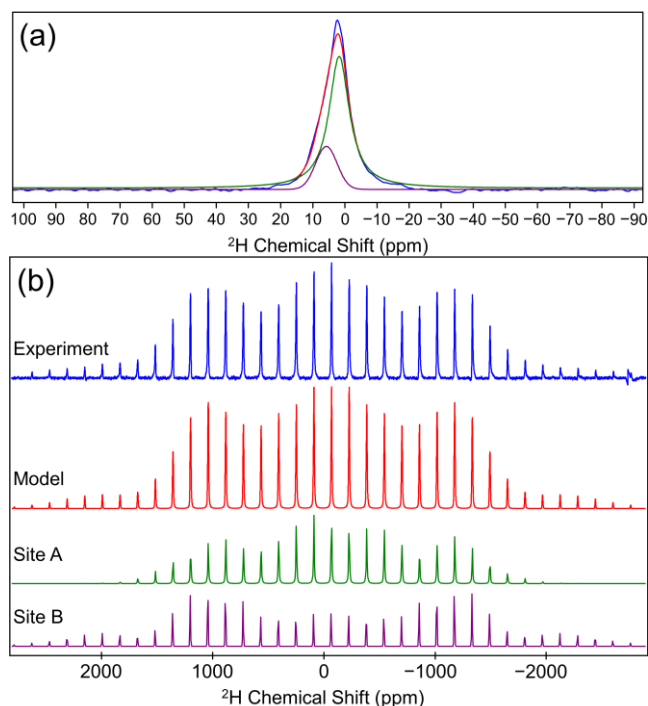 (a)
100 90 80 70 60 50 40 30 20 10 0 −10 −20 −30 −40 −50 −60 −70 −80 −90
²H Chemical Shift (ppm)
(b)
Experiment
Model
Site A
Site B
2000 1000 0 −1000 −2000
²H Chemical Shift (ppm)